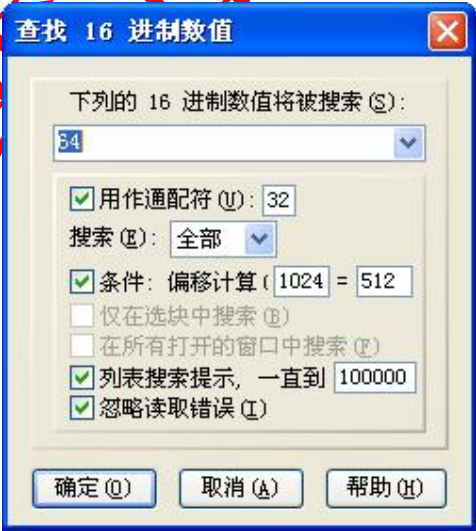 查找 16 进制数值
下列的 16 进制数值将被搜索(S):
64
用作通配符(U): 32
搜索(E): 全部
条件: 偏移计算( 1024 = 512
仅在选块中搜索(B)
在所有打开的窗口中搜索(F)
列表搜索提示, 一直到 100000
忽略读取错误(I)
确定(O) 取消(A) 帮助(H)